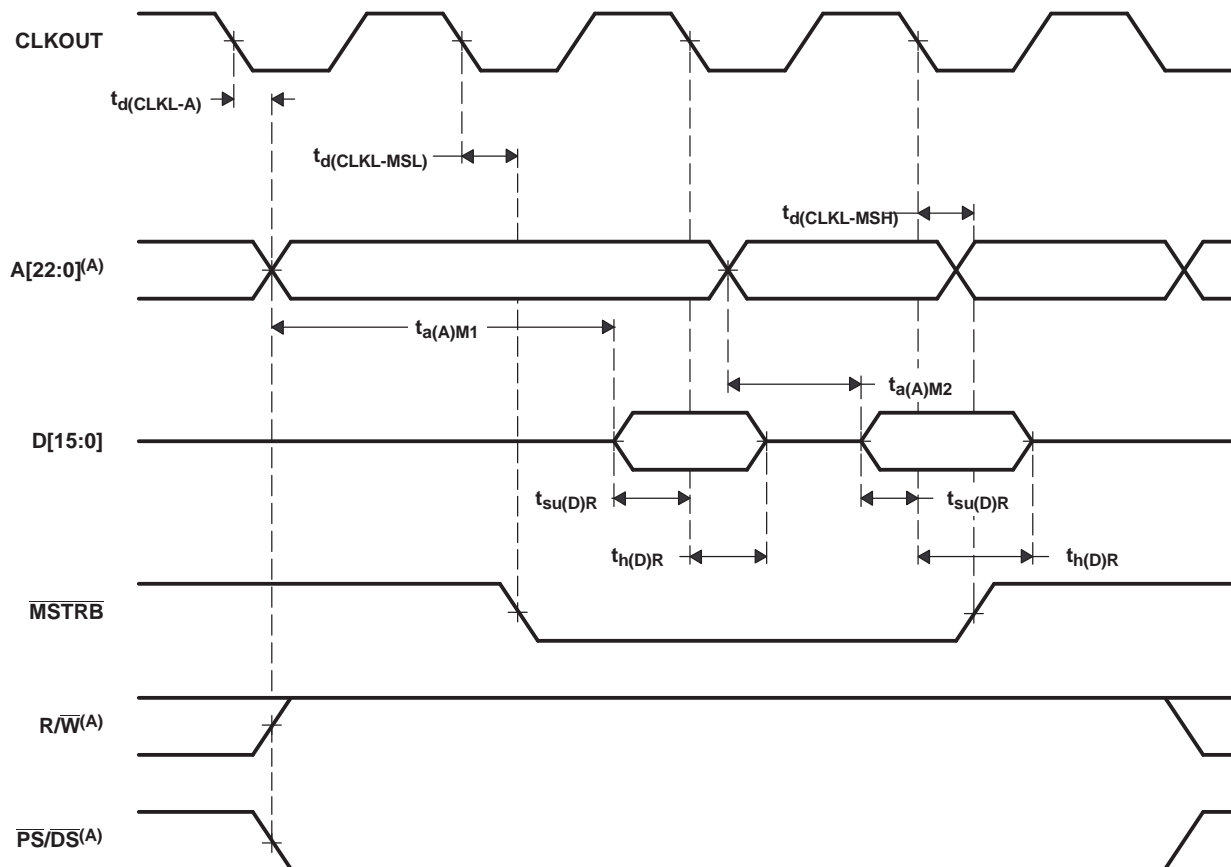 CLKOUT
td(CLKL-A)
td(CLKL-MSL)
td(CLKL-MSH)
A[22:0](A)
ta(A)M1
ta(A)M2
D[15:0]
tsu(D)R
tsu(D)R
th(D)R
th(D)R
MSTRB
R/W(A)
PS/DS(A)